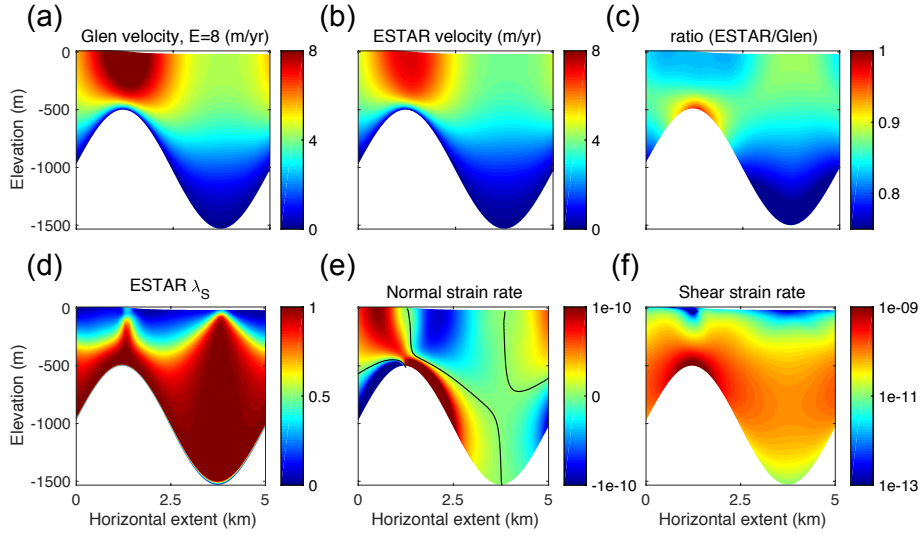 (a)
Glen velocity, E=8 (m/yr)
Elevation (m)
0
-500
-1000
-1500
8
4
0
(b)
ESTAR velocity (m/yr)
8
4
0
(c)
ratio (ESTAR/Glen)
1
0.9
0.8
(d)
ESTAR λS
Elevation (m)
0
-500
-1000
-1500
0
2.5
5
Horizontal extent (km)
1
0.5
0
(e)
Normal strain rate
0
2.5
5
Horizontal extent (km)
1e-10
0
-1e-10
(f)
Shear strain rate
0
2.5
5
Horizontal extent (km)
1e-09
1e-11
1e-13